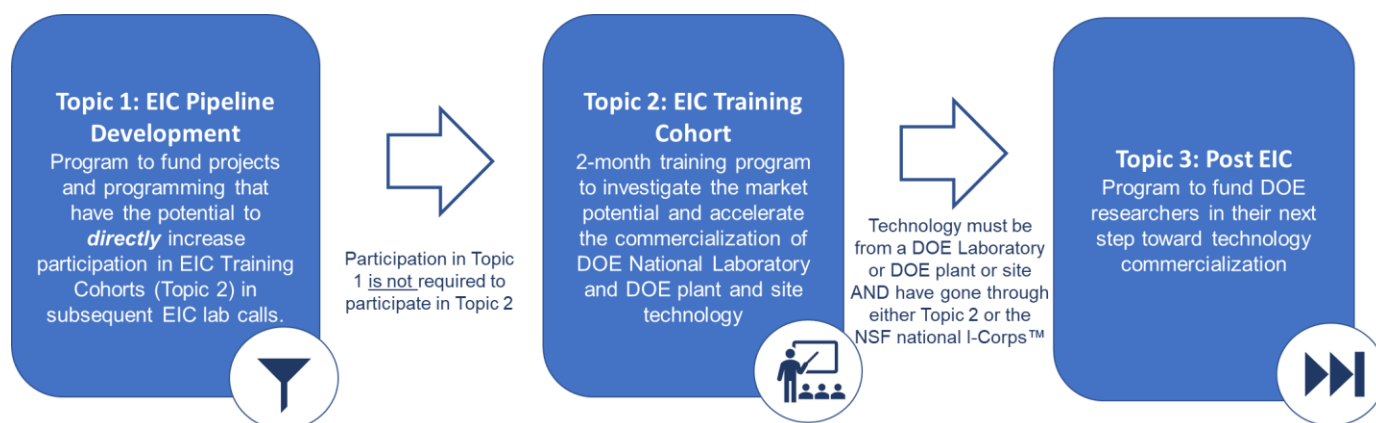 Topic 1: EIC Pipeline
Development
Program to fund projects
and programming that
have the potential to
directly increase
participation in EIC Training
Cohorts (Topic 2) in
subsequent EIC lab calls.
Participation in Topic
1 is not required to
participate in Topic 2
Topic 2: EIC Training
Cohort
2-month training program
to investigate the market
potential and accelerate
the commercialization of
DOE National Laboratory
and DOE plant and site
technology
Technology must be
from a DOE Laboratory
or DOE plant or site
AND have gone through
either Topic 2 or the
NSF national I-Corps™
Topic 3: Post EIC
Program to fund DOE
researchers in their next
step toward technology
commercialization